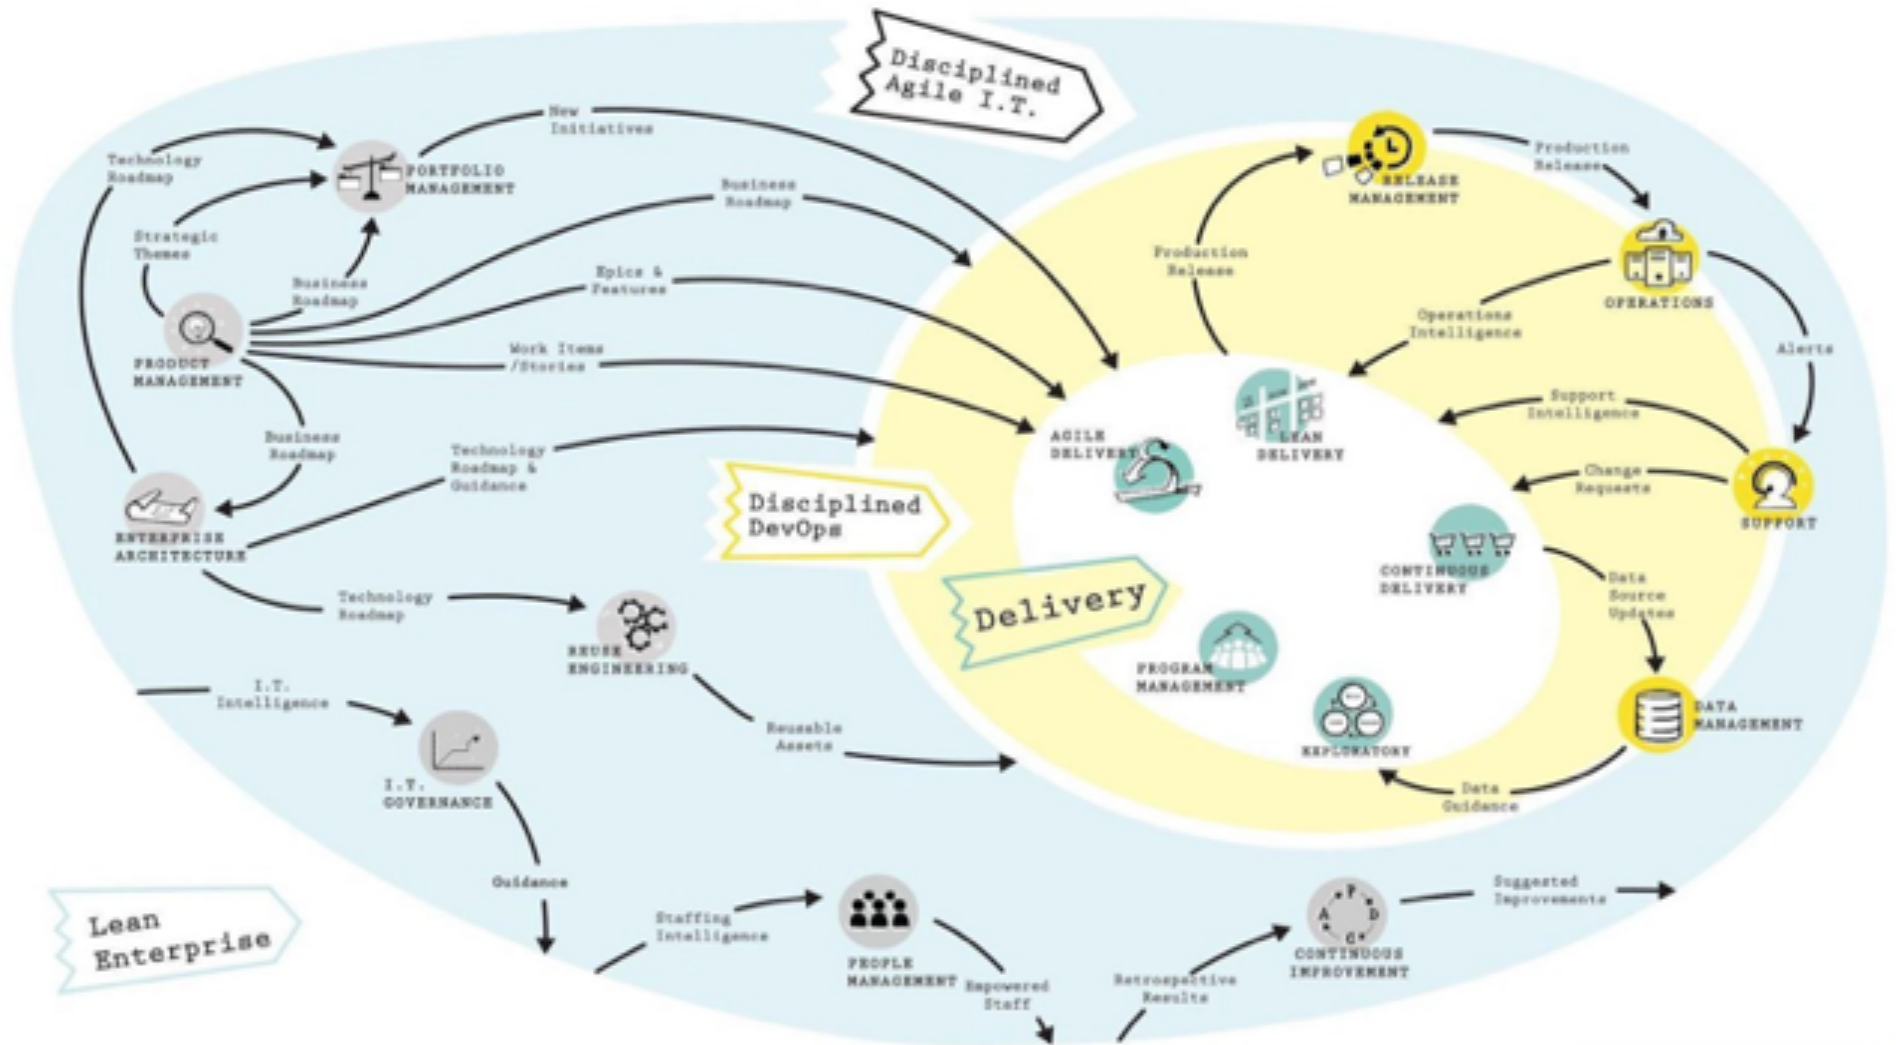 Disciplined
Agile I.T.
New
Initiatives
Technology
Roadmap
PORTFOLIO
MANAGEMENT
Strategic
Themes
Business
Roadmap
Business
Roadmap
Epics &
Features
Work Items
/Stories
PRODUCT
MANAGEMENT
Business
Roadmap
Technology
Roadmap &
Guidance
ENTERPRISE
ARCHITECTURE
Technology
Roadmap
REUSE
ENGINEERING
Reusable
Assets
I.T.
Intelligence
I.T.
GOVERNANCE
Guidance
Lean
Enterprise
Staffing
Intelligence
PEOPLE
MANAGEMENT
Empowered
Staff
Retrospective
Results
P
A D
C
CONTINUOUS
IMPROVEMENT
Suggested
Improvements
Disciplined
DevOps
RELEASE
MANAGEMENT
Production
Release
Production
Release
OPERATIONS
Operations
Intelligence
Alerts
Support
Intelligence
Change
Requests
SUPPORT
Data
Source
Updates
DATA
MANAGEMENT
Data
Guidance
Delivery
AGILE
DELIVERY
LEAN
DELIVERY
CONTINUOUS
DELIVERY
PROGRAM
MANAGEMENT
EXPLORATORY